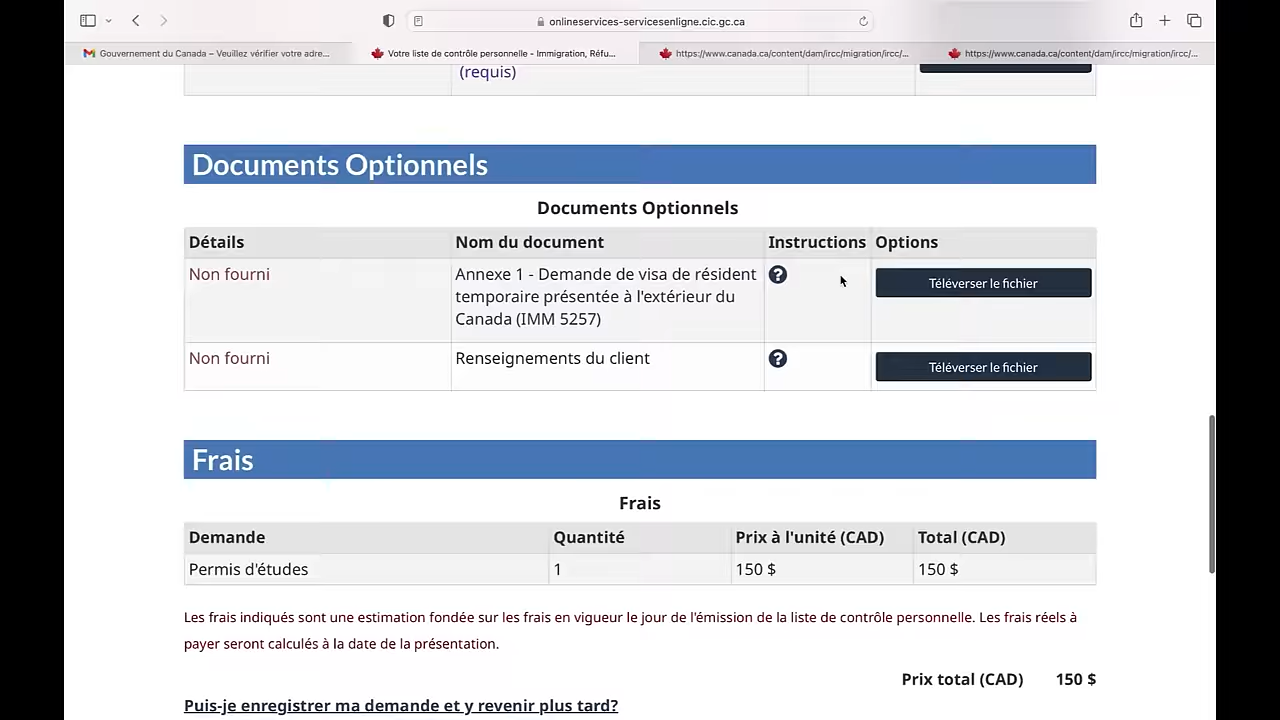 onlineservices-servicesenligne.cic.gc.ca
Gouvernement du Canada – Veuillez vérifier votre adre...
Votre liste de contrôle personnelle - Immigration, Réfu...
https://www.canada.ca/content/dam/ircc/migration/ircc/...
https://www.canada.ca/content/dam/ircc/migration/ircc/...
(requis)
Documents Optionnels
Documents Optionnels
Détails
Nom du document
Instructions
Options
Non fourni
Annexe 1 - Demande de visa de résident
temporaire présentée à l'extérieur du
Canada (IMM 5257)
?
Téléverser le fichier
Non fourni
Renseignements du client
?
Téléverser le fichier
Frais
Frais
Demande
Quantité
Prix à l'unité (CAD)
Total (CAD)
Permis d'études
1
150 $
150 $
Les frais indiqués sont une estimation fondée sur les frais en vigueur le jour de l'émission de la liste de contrôle personnelle. Les frais réels à
payer seront calculés à la date de la présentation.
Prix total (CAD) 150 $
Puis-je enregistrer ma demande et y revenir plus tard?